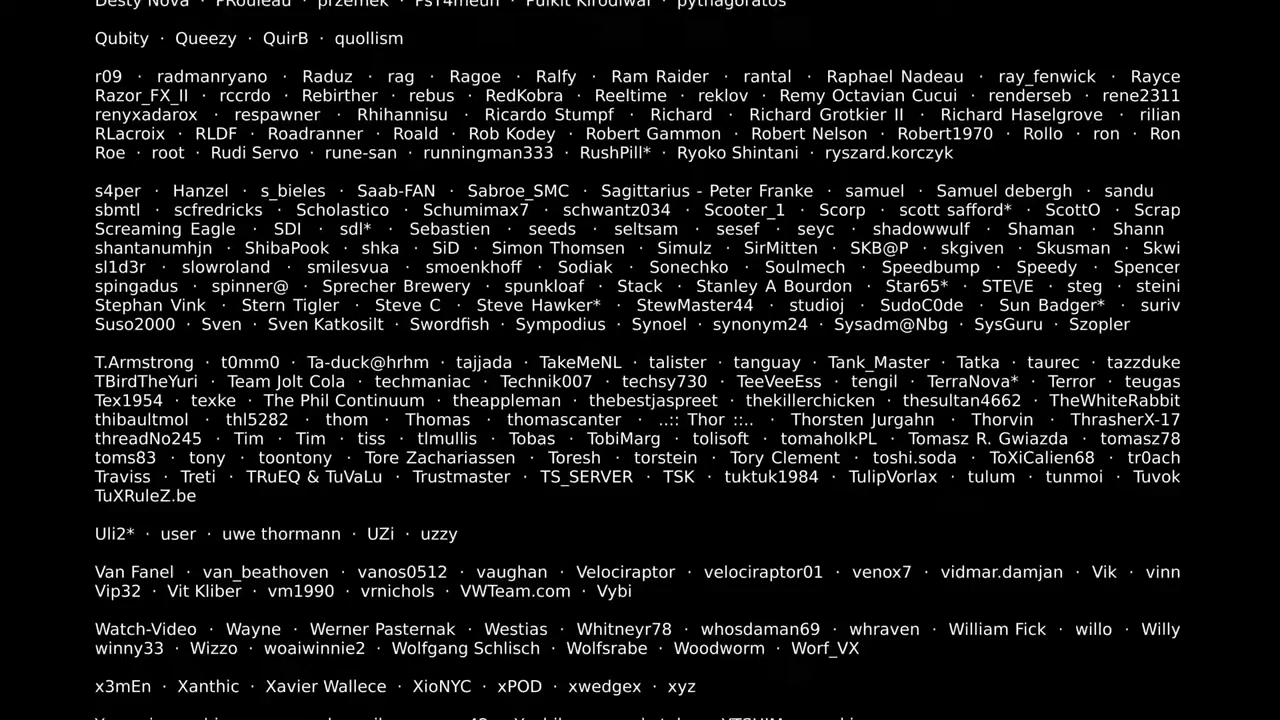 Desty Nova · PRouleau · przemek · PsT4meun · Pulkit Kirodiwal · pythagoratos
Qubity · Queezy · QuirB · quollism
r09 · radmanryano · Raduz · rag · Ragoe · Ralfy · Ram Raider · rantal · Raphael Nadeau · ray_fenwick · Rayce
Razor_FX_II · rccrdo · Rebirther · rebus · RedKobra · Reeltime · reklov · Remy Octavian Cucui · renderseb · rene2311
renyxadarox · respawner · Rhihannisu · Ricardo Stumpf · Richard · Richard Grotkier II · Richard Haselgrove · rilian
RLacroix · RLDF · Roadranner · Roald · Rob Kodey · Robert Gammon · Robert Nelson · Robert1970 · Rollo · ron · Ron
Roe · root · Rudi Servo · rune-san · runningman333 · RushPill* · Ryoko Shintani · ryszard.korczyk
s4per · Hanzel · s_bieles · Saab-FAN · Sabroe_SMC · Sagittarius - Peter Franke · samuel · Samuel debergh · sandu
sbmtl · scfredricks · Scholastico · Schumimax7 · schwantz034 · Scooter_1 · Scorp · scott safford* · ScottO · Scrap
Screaming Eagle · SDI · sdl* · Sebastien · seeds · seltsam · sesef · seyc · shadowwulf · Shaman · Shann
shantanumhjn · ShibaPook · shka · SiD · Simon Thomsen · Simulz · SirMitten · SKB@P · skgiven · Skusman · Skwi
sl1d3r · slowroland · smilesvua · smoenkhoff · Sodiak · Sonechko · Soulmech · Speedbump · Speedy · Spencer
spingadus · spinner@ · Sprecher Brewery · spunkloaf · Stack · Stanley A Bourdon · Star65* · STE\/E · steg · steini
Stephan Vink · Stern Tigler · Steve C · Steve Hawker* · StewMaster44 · studioj · SudoC0de · Sun Badger* · suriv
Suso2000 · Sven · Sven Katkosilt · Swordfish · Sympodius · Synoel · synonym24 · Sysadm@Nbg · SysGuru · Szopler
T.Armstrong · t0mm0 · Ta-duck@hrhm · tajjada · TakeMeNL · talister · tanguay · Tank_Master · Tatka · taurec · tazzduke
TBirdTheYuri · Team Jolt Cola · techmaniac · Technik007 · techsy730 · TeeVeeEss · tengil · TerraNova* · Terror · teugas
Tex1954 · texke · The Phil Continuum · theappleman · thebestjaspreet · thekillerchicken · thesultan4662 · TheWhiteRabbit
thibaultmol · thl5282 · thom · Thomas · thomascanter · ..:: Thor ::.. · Thorsten Jurgahn · Thorvin · ThrasherX-17
threadNo245 · Tim · Tim · tiss · tlmullis · Tobas · TobiMarg · tolisoft · tomaholkPL · Tomasz R. Gwiazda · tomasz78
toms83 · tony · toontony · Tore Zachariassen · Toresh · torstein · Tory Clement · toshi.soda · ToXiCalien68 · tr0ach
Traviss · Treti · TRuEQ & TuVaLu · Trustmaster · TS_SERVER · TSK · tuktuk1984 · TulipVorlax · tulum · tunmoi · Tuvok
TuXRuleZ.be
Uli2* · user · uwe thormann · UZi · uzzy
Van Fanel · van_beathoven · vanos0512 · vaughan · Velociraptor · velociraptor01 · venox7 · vidmar.damjan · Vik · vinn
Vip32 · Vit Kliber · vm1990 · vrnichols · VWTeam.com · Vybi
Watch-Video · Wayne · Werner Pasternak · Westias · Whitneyr78 · whosdaman69 · whraven · William Fick · willo · Willy
winny33 · Wizzo · woaiwinnie2 · Wolfgang Schlisch · Wolfsrabe · Woodworm · Worf_VX
x3mEn · Xanthic · Xavier Wallece · XioNYC · xPOD · xwedgex · xyz